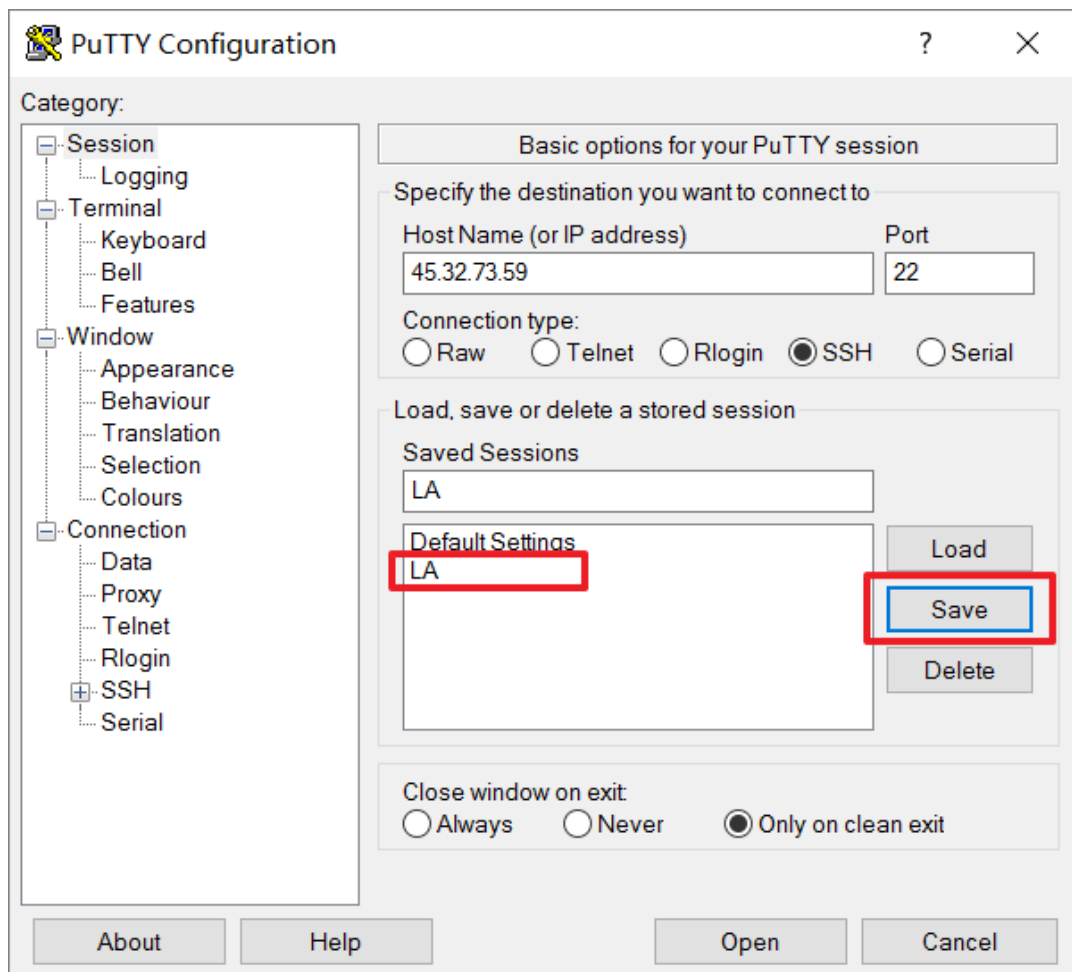 PuTTY Configuration
?
Category:
Session
Logging
Terminal
Keyboard
Bell
Features
Window
Appearance
Behaviour
Translation
Selection
Colours
Connection
Data
Proxy
Telnet
Rlogin
SSH
Serial
Basic options for your PuTTY session
Specify the destination you want to connect to
Host Name (or IP address) Port
45.32.73.59 22
Connection type:
Raw Telnet Rlogin SSH Serial
Load, save or delete a stored session
Saved Sessions
LA
Default Settings
LA
Load
Save
Delete
Close window on exit:
Always Never Only on clean exit
About Help Open Cancel